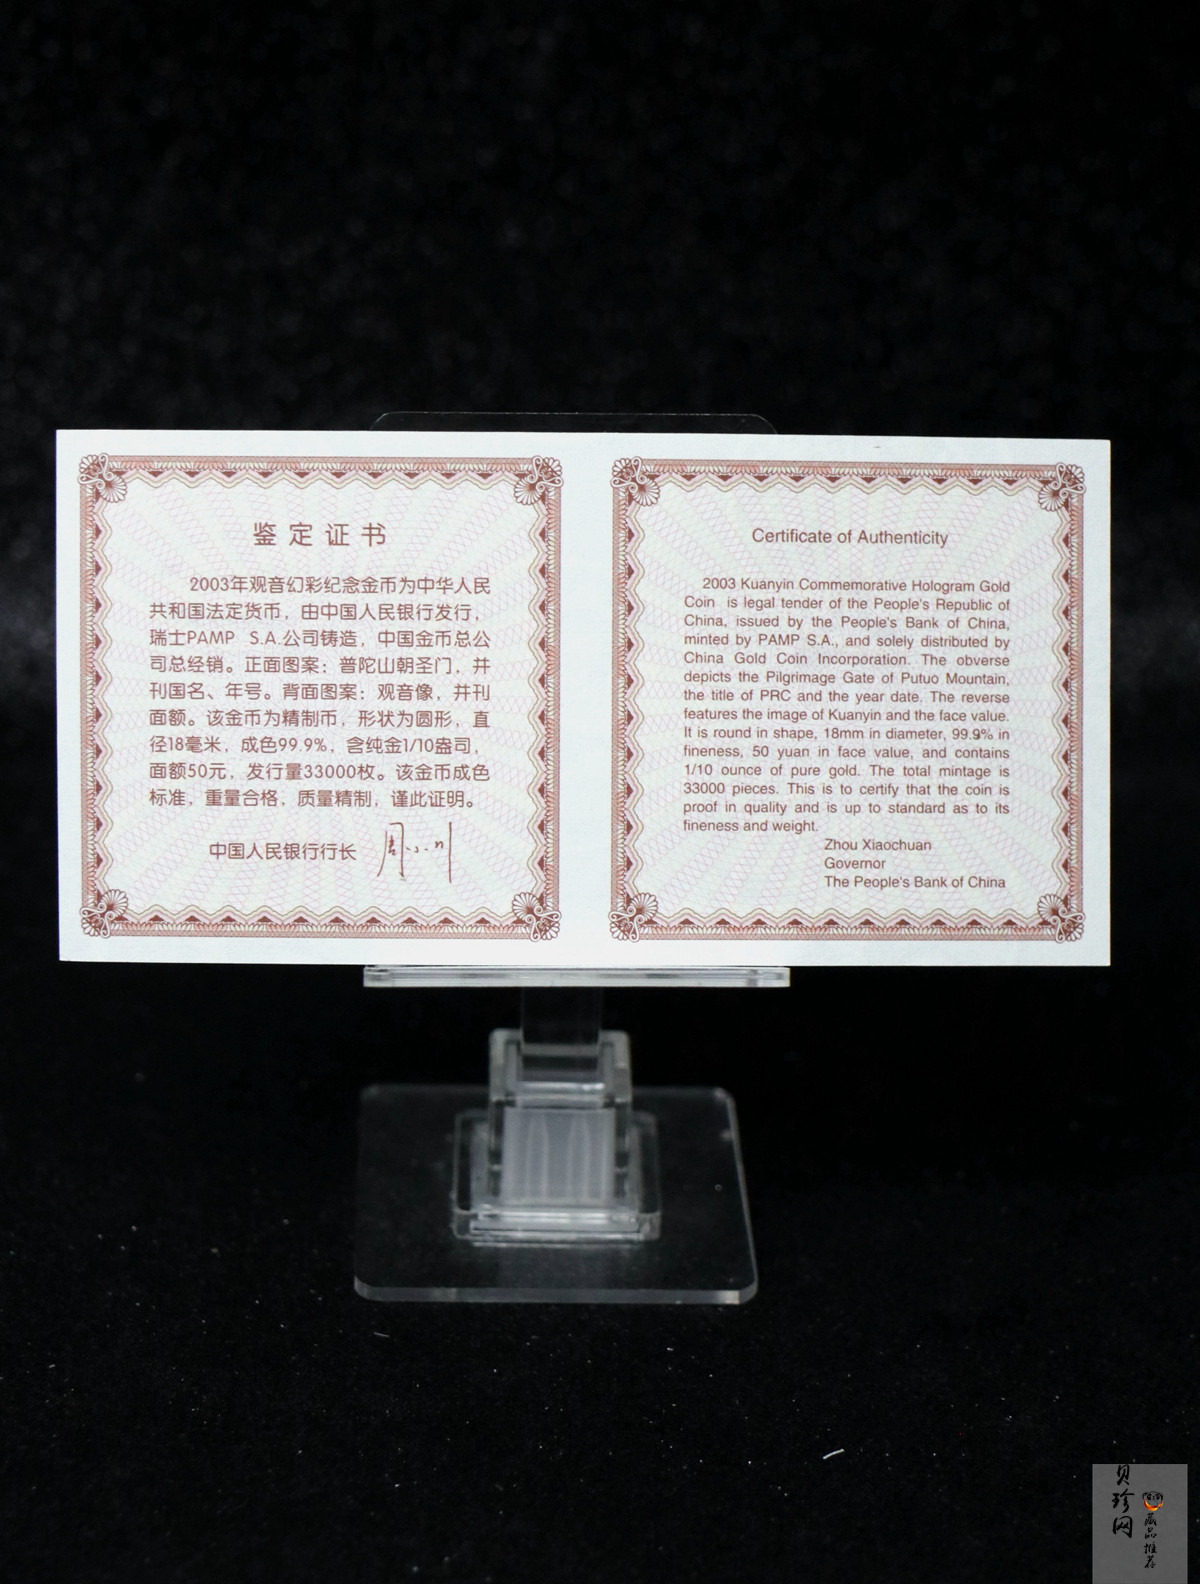 鉴定证书
2003年观音幻彩纪念金币为中华人民
共和国法定货币，由中国人民银行发行，
瑞士PAMP S.A.公司铸造，中国金币总公
司总经销。正面图案：普陀山朝圣门，并
刊国名、年号。背面图案：观音像，并刊
面额。该金币为精制币，形状为圆形，直
径18毫米，成色99.9%，含纯金1/10盎司，
面额50元，发行量33000枚。该金币成色
标准，重量合格，质量精制，谨此证明。
中国人民银行行长 周小川
Certificate of Authenticity
2003 Kuanyin Commemorative Hologram Gold
Coin is legal tender of the People's Republic of
China, issued by the People's Bank of China,
minted by PAMP S.A., and solely distributed by
China Gold Coin Incorporation. The obverse
depicts the Pilgrimage Gate of Putuo Mountain,
the title of PRC and the year date. The reverse
features the image of Kuanyin and the face value.
It is round in shape, 18mm in diameter, 99.9% in
fineness, 50 yuan in face value, and contains
1/10 ounce of pure gold. The total mintage is
33000 pieces. This is to certify that the coin is
proof in quality and is up to standard as to its
fineness and weight.
Zhou Xiaochuan
Governor
The People's Bank of China
贝珍网
藏品推荐